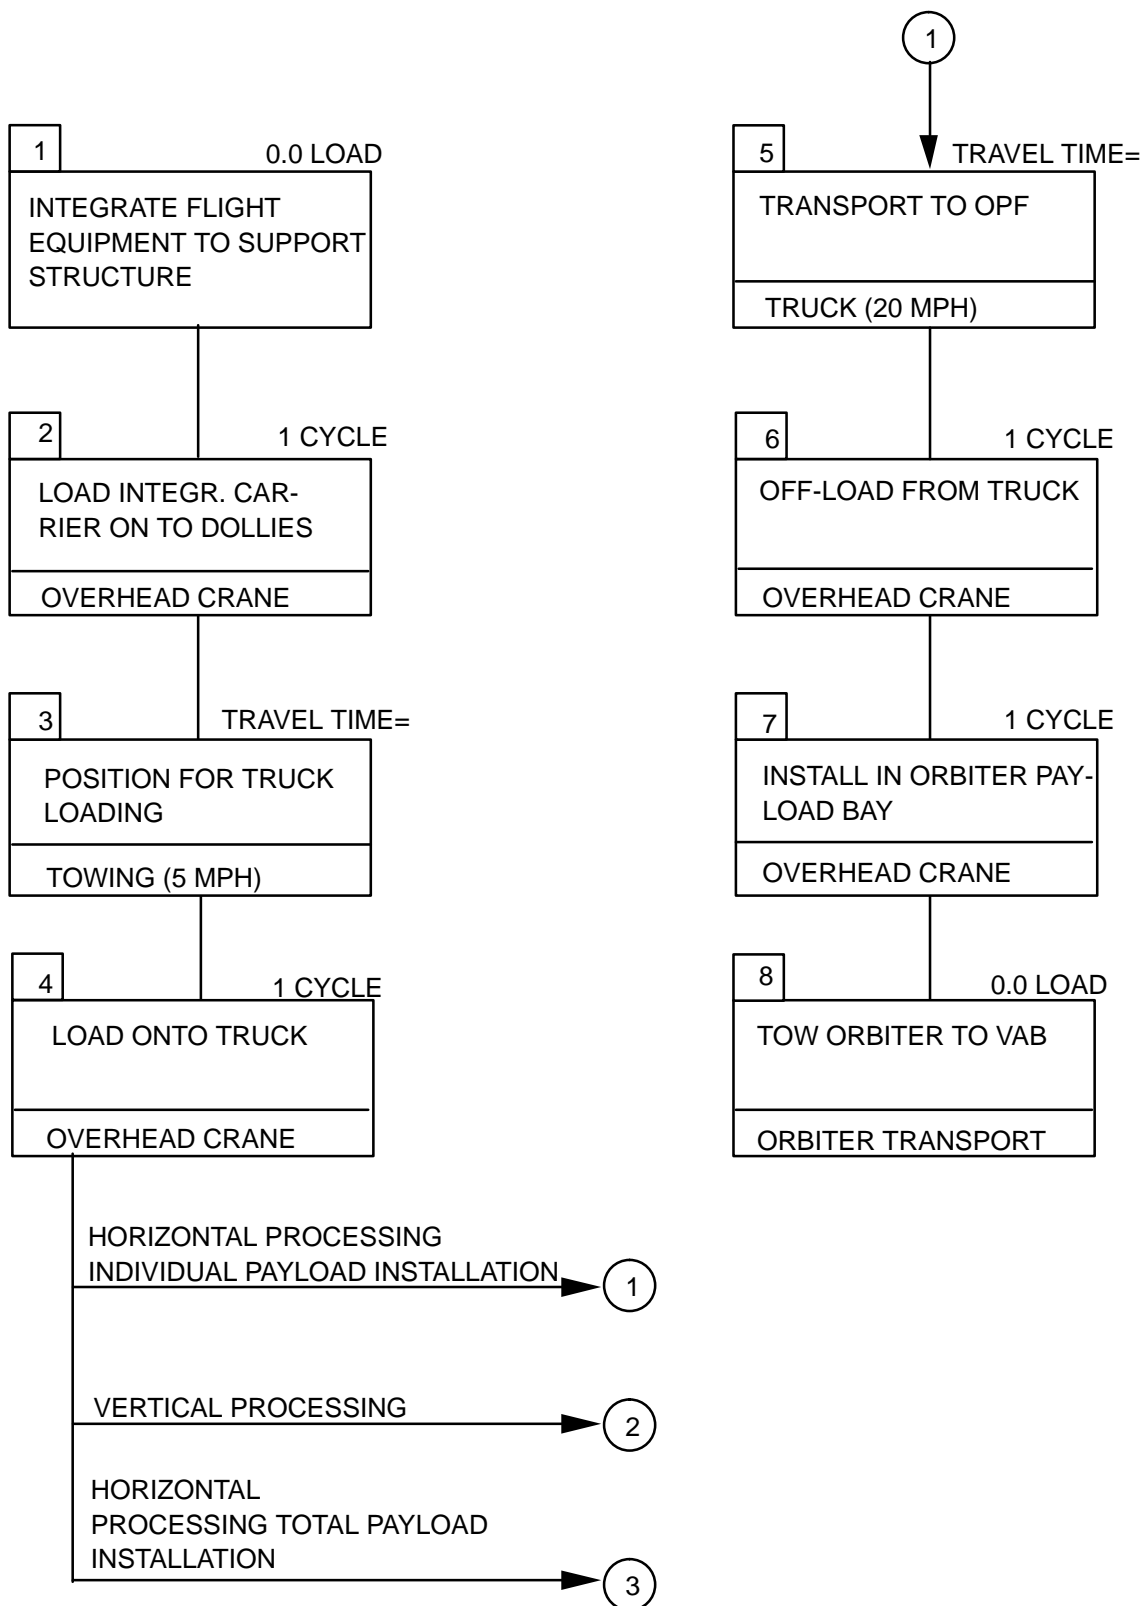 1
0.0 LOAD
INTEGRATE FLIGHT
EQUIPMENT TO SUPPORT
STRUCTURE
2
1 CYCLE
LOAD INTEGR. CAR-
RIER ON TO DOLLIES
OVERHEAD CRANE
3
TRAVEL TIME=
POSITION FOR TRUCK
LOADING
TOWING (5 MPH)
4
1 CYCLE
LOAD ONTO TRUCK
OVERHEAD CRANE
HORIZONTAL PROCESSING
INDIVIDUAL PAYLOAD INSTALLATION
1
VERTICAL PROCESSING
2
HORIZONTAL
PROCESSING TOTAL PAYLOAD
INSTALLATION
3
1
5
TRAVEL TIME=
TRANSPORT TO OPF
TRUCK (20 MPH)
6
1 CYCLE
OFF-LOAD FROM TRUCK
OVERHEAD CRANE
7
1 CYCLE
INSTALL IN ORBITER PAY-
LOAD BAY
OVERHEAD CRANE
8
0.0 LOAD
TOW ORBITER TO VAB
ORBITER TRANSPORT